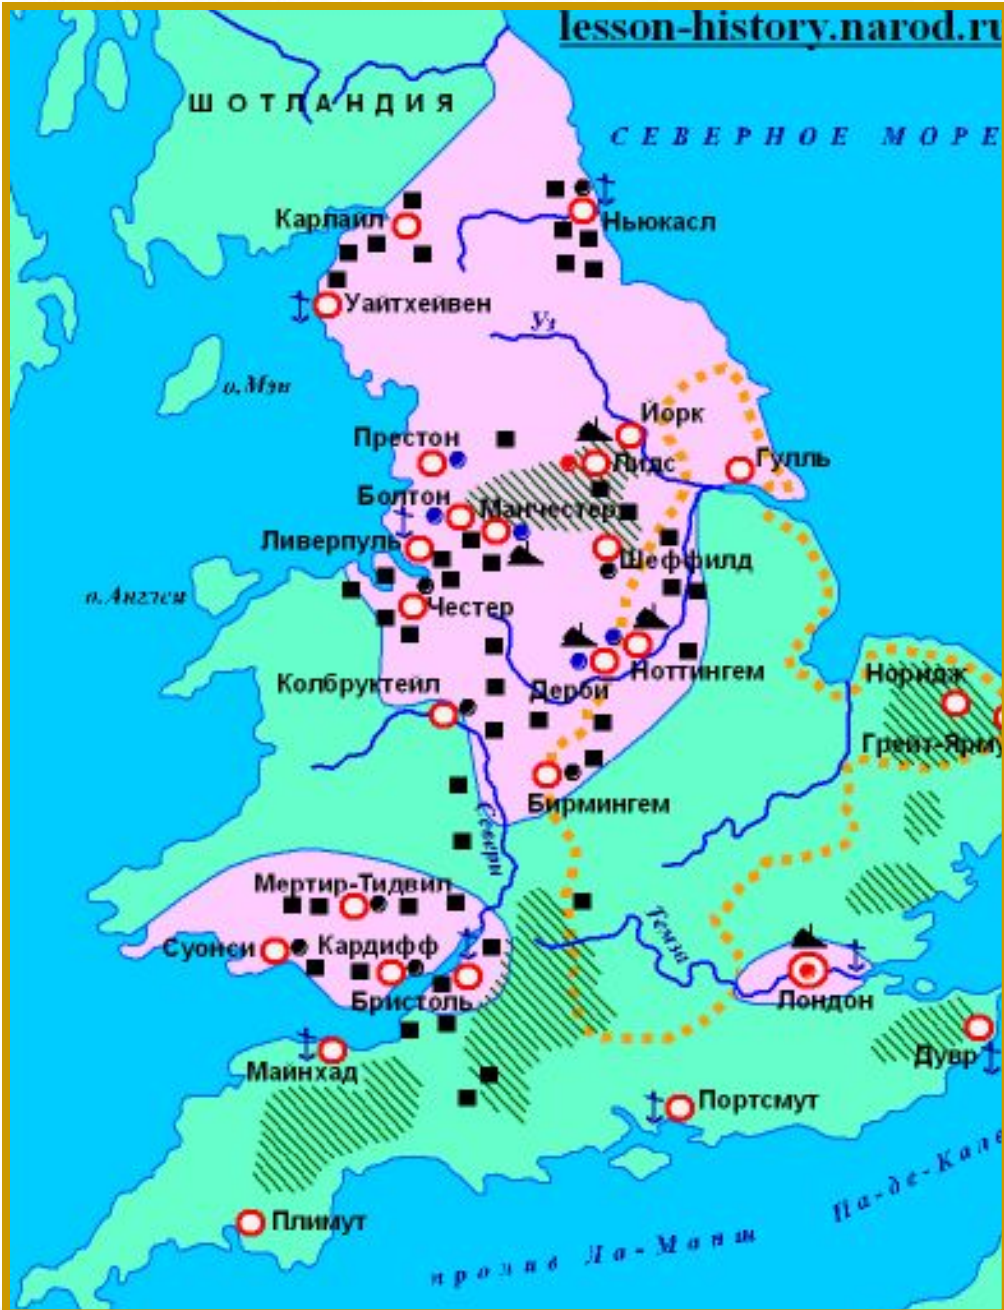 lesson-history.narod.ru
ШОТЛАНДИЯ
СЕВЕРНОЕ МОРЕ
Карлайл
Ньюкасл
Уайтхейвен
Уз
о.Мэн
Йорк
Престон
Лидс
Гулль
Болтон
Манчестер
Ливерпуль
Шеффилд
о.Англси
Честер
Норидж
Колбруктейл
Дерби
Ноттингем
Грейт-Ярму
Бирмингем
Северн
Мертир-Тидвил
Темза
Суонси
Кардифф
Бристоль
Лондон
Майнхад
Дувр
Портсмут
Па-де-Кале
Плимут
пролив Ла-Манш